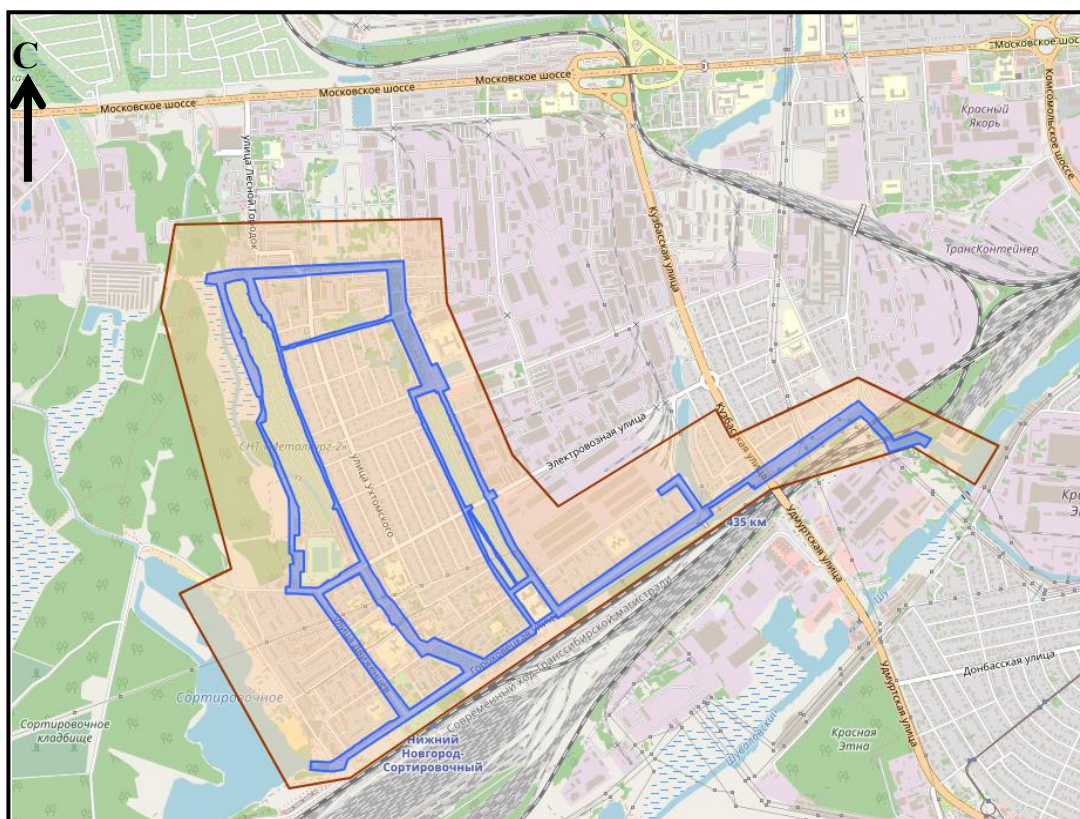 С
Московское шоссе
Московское шоссе
Московское шоссе
Московское шоссе
Комсомольское шоссе
Красный
Якорь
улица Лесной Городок
Кузбасская улица
ТрансКонтейнер
Кузбасская улица
Электровозная улица
СНТ «Металлург-2»
улица Ухтомского
435 км
Удмуртская улица
Современный ход Транссибирской магистрали
Донбасская улица
Удмуртская улица
Сортировочное
Сортировочное
кладбище
Нижний
Новгород-
Сортировочный
Шуваловский
Красная
Этна